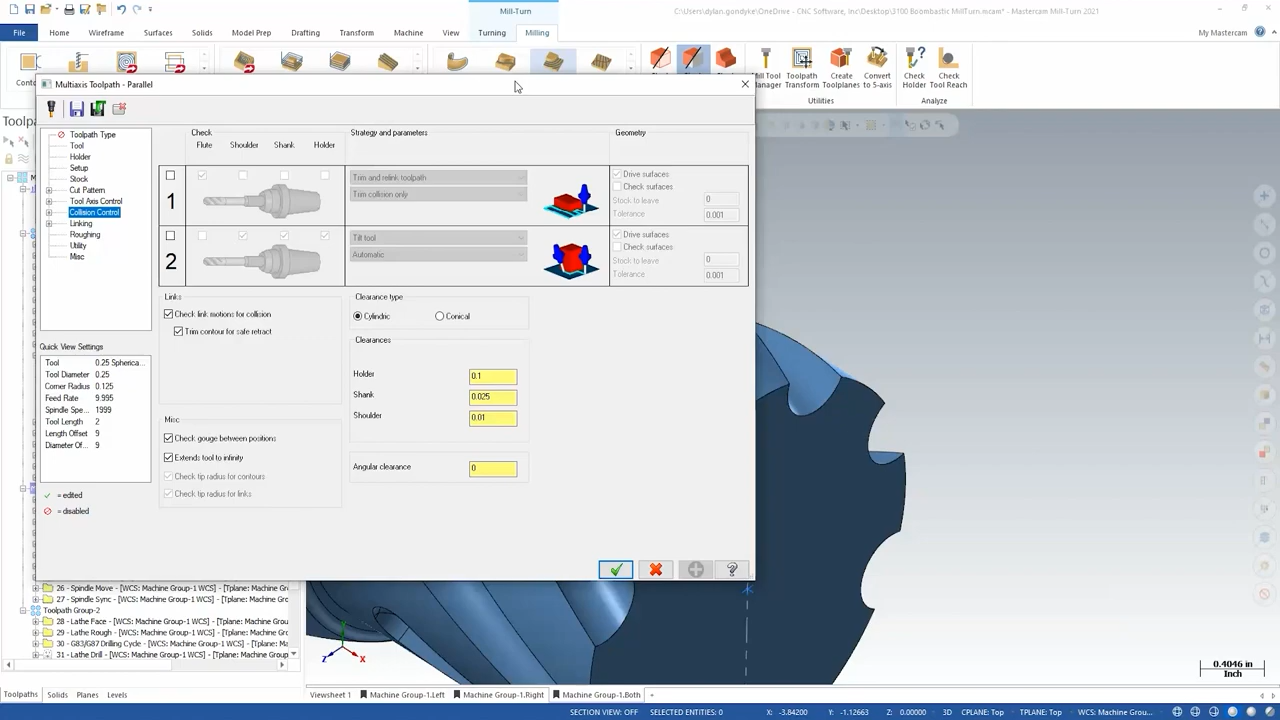 Mill-Turn
C:\Users\dylan.gondyke\OneDrive - CNC Software, Inc\Desktop\3100 Boombastic MillTurn.mcam* - Mastercam Mill-Turn 2021
File Home Wireframe Surfaces Solids Model Prep Drafting Transform Machine View Turning Milling
My Mastercam
Toolpath Transform
Create Toolplanes
Convert to 5-axis
Check Holder
Check Tool Reach
Utilities
Analyze
Multiaxis Toolpath - Parallel
Toolpath Type
Tool
Holder
Setup
Stock
Cut Pattern
Tool Axis Control
Collision Control
Linking
Roughing
Utility
Misc
Quick View Settings
Tool 0.25 Spherica...
Tool Diameter 0.25
Corner Radius 0.125
Feed Rate 9.995
Spindle Spe... 1999
Tool Length 2
Length Offset 9
Diameter Of... 9
= edited
= disabled
Check
Flute Shoulder Shank Holder
Strategy and parameters
Geometry
1
Trim and relink toolpath
Trim collision only
Drive surfaces
Check surfaces
Stock to leave 0
Tolerance 0.001
2
Tilt tool
Automatic
Drive surfaces
Check surfaces
Stock to leave 0
Tolerance 0.001
Links
Check link motions for collision
Trim contour for safe retract
Clearance type
Cylindric Conical
Clearances
Holder 0.1
Shank 0.025
Shoulder 0.01
Misc
Check gouge between positions
Extends tool to infinity
Check tip radius for contours
Check tip radius for links
Angular clearance 0
26 - Spindle Move - [WCS: Machine Group-1 WCS] - [Tplane: Machine Gr
27 - Spindle Sync - [WCS: Machine Group-1 WCS] - [Tplane: Machine Gro
Toolpath Group-2
28 - Lathe Face - [WCS: Machine Group-1 WCS] - [Tplane: Machine Grou
29 - Lathe Rough - [WCS: Machine Group-1 WCS] - [Tplane: Machine Gr
30 - G83/G87 Drilling Cycle - [WCS: Machine Group-1 WCS] - [Tplane: M
31 - Lathe Drill - [WCS: Machine Group-1 WCS] - [Tplane: Machine Grou
Y
Z X
0.4046 in
Inch
Toolpaths Solids Planes Levels
Viewsheet 1 Machine Group-1.Left Machine Group-1.Right Machine Group-1.Both +
SECTION VIEW: OFF SELECTED ENTITIES: 0 X: -3.84200 Y: -1.12663 Z: 0.00000 3D CPLANE: Top TPLANE: Top WCS: Machine Grou...